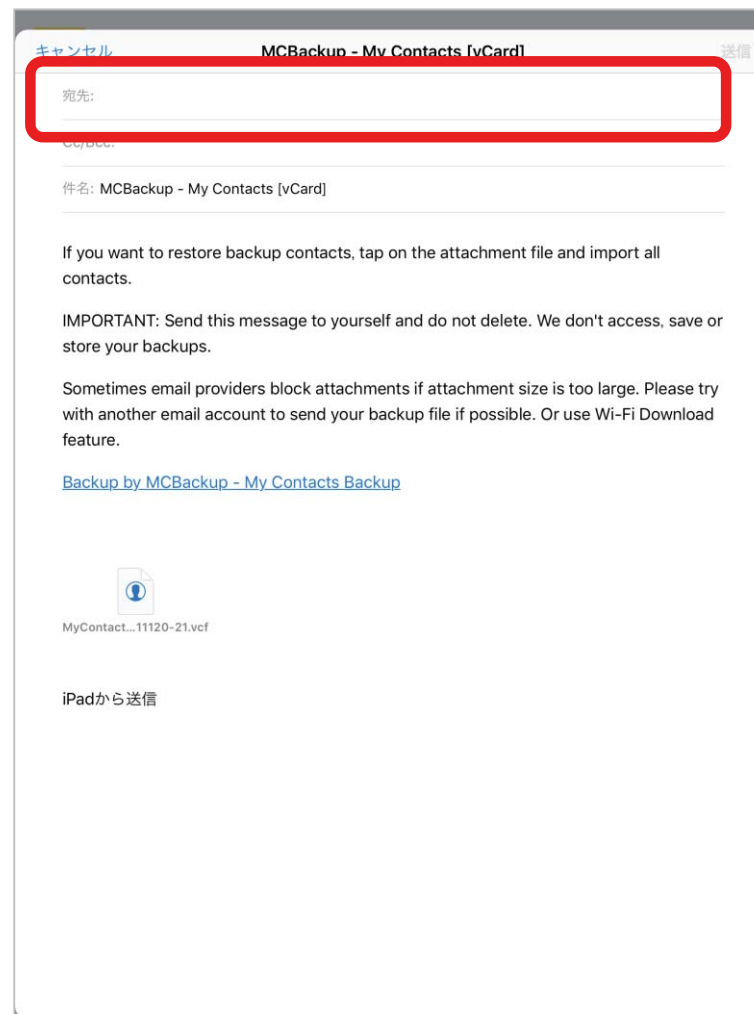 キャンセル MCBackup - My Contacts [vCard] 送信
宛先:
Cc/Bcc:
件名: MCBackup - My Contacts [vCard]
If you want to restore backup contacts, tap on the attachment file and import all
contacts.
IMPORTANT: Send this message to yourself and do not delete. We don't access, save or
store your backups.
Sometimes email providers block attachments if attachment size is too large. Please try
with another email account to send your backup file if possible. Or use Wi-Fi Download
feature.
Backup by MCBackup - My Contacts Backup
MyContact...11120-21.vcf
iPadから送信